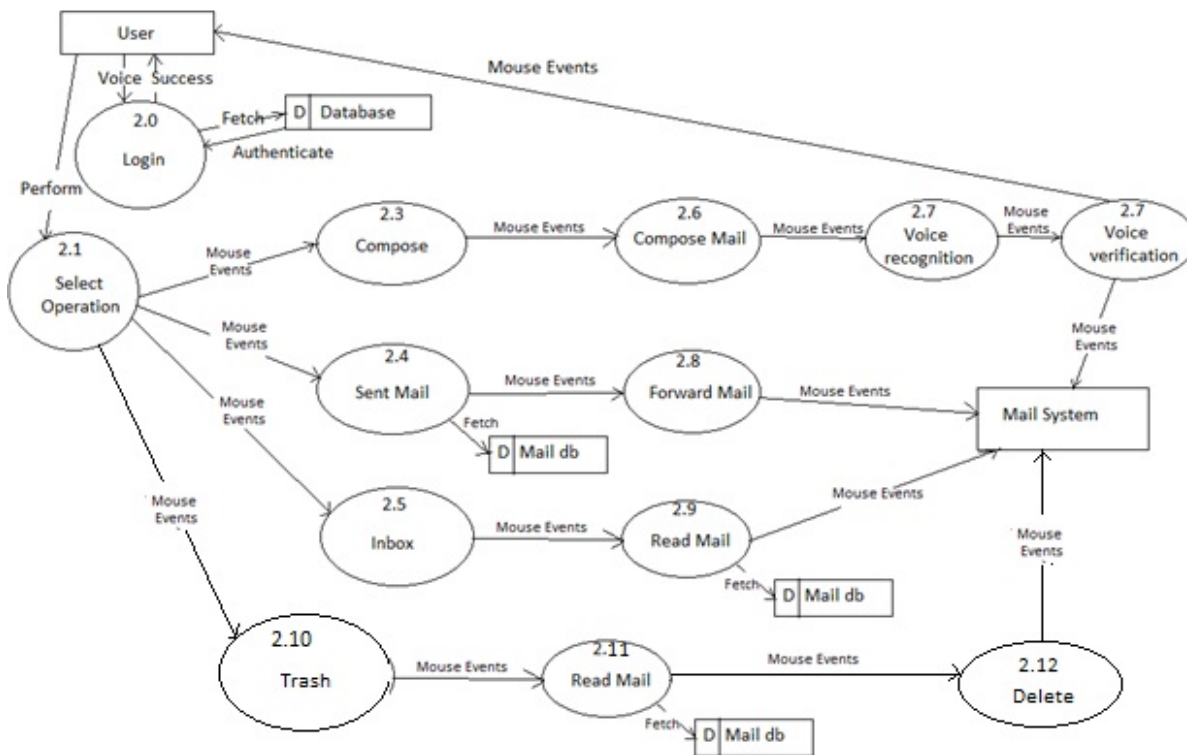 User
Mouse Events
Voice Success
2.0
Login
Fetch
D Database
Authenticate
Perform
2.1
Select
Operation
Mouse
Events
2.3
Compose
Mouse Events
2.6
Compose Mail
Mouse Events
2.7
Voice
recognition
Mouse
Events
2.7
Voice
verification
Mouse
Events
Mouse
Events
2.4
Sent Mail
Mouse Events
2.8
Forward Mail
Mouse Events
Mail System
Fetch
D Mail db
Mouse
Events
2.5
Inbox
Mouse Events
2.9
Read Mail
Mouse Events
Fetch
D Mail db
Mouse
Events
2.10
Trash
Mouse Events
2.11
Read Mail
Mouse Events
2.12
Delete
Mouse
Events
Fetch
D Mail db